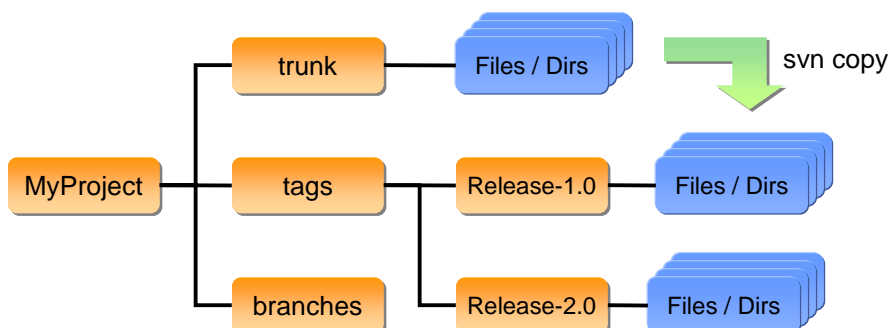 trunk
Files / Dirs
svn copy
MyProject
tags
Release-1.0
Files / Dirs
branches
Release-2.0
Files / Dirs